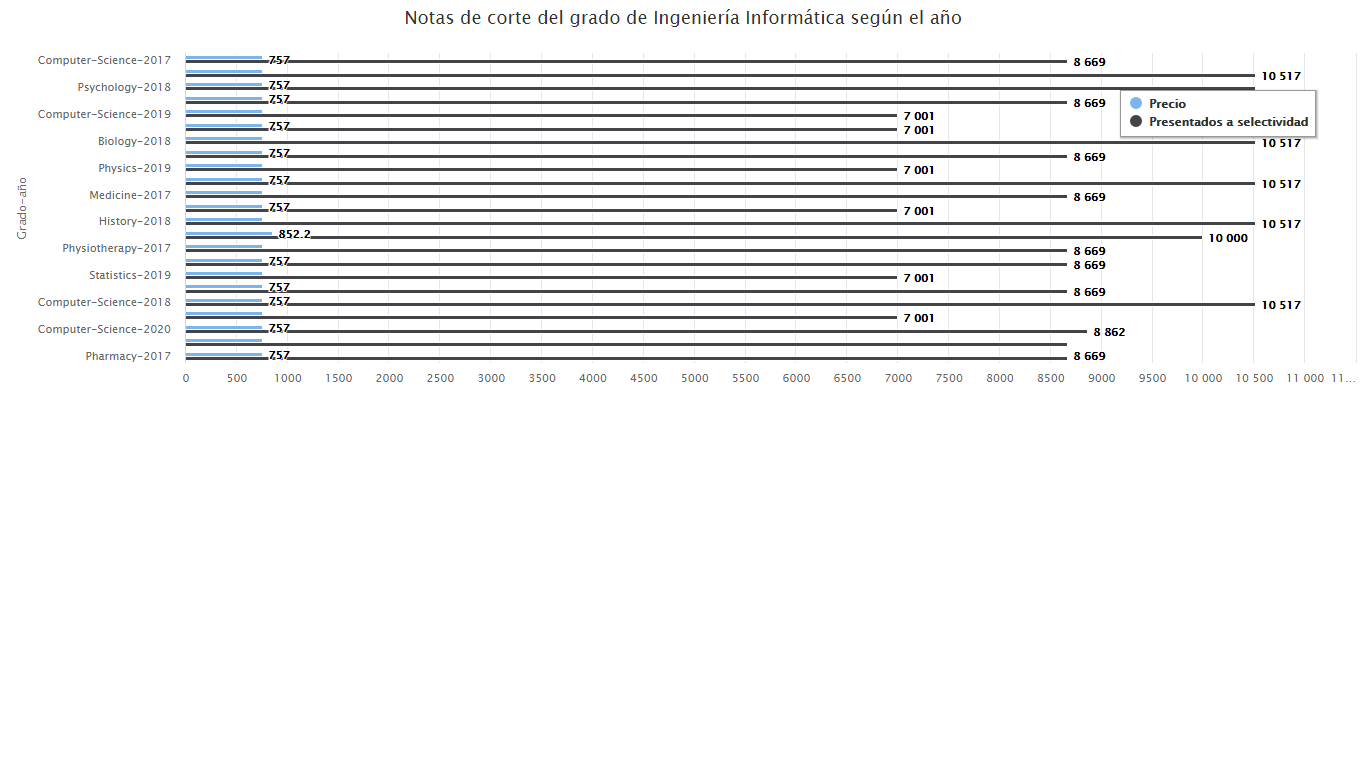 Notas de corte del grado de Ingeniería Informática según el año
Grado-año
Computer-Science-2017 757 8 669
10 517
Psychology-2018 757
757 8 669
Computer-Science-2019 7 001
757 7 001
Biology-2018 10 517
757 8 669
Physics-2019 7 001
757 10 517
Medicine-2017 8 669
757 7 001
History-2018 10 517
852.2 10 000
Physiotherapy-2017 8 669
757 8 669
Statistics-2019 7 001
757 8 669
Computer-Science-2018 757 10 517
7 001
Computer-Science-2020 757 8 862
Pharmacy-2017 757 8 669
Precio
Presentados a selectividad
0 500 1000 1500 2000 2500 3000 3500 4000 4500 5000 5500 6000 6500 7000 7500 8000 8500 9000 9500 10 000 10 500 11 000 11…